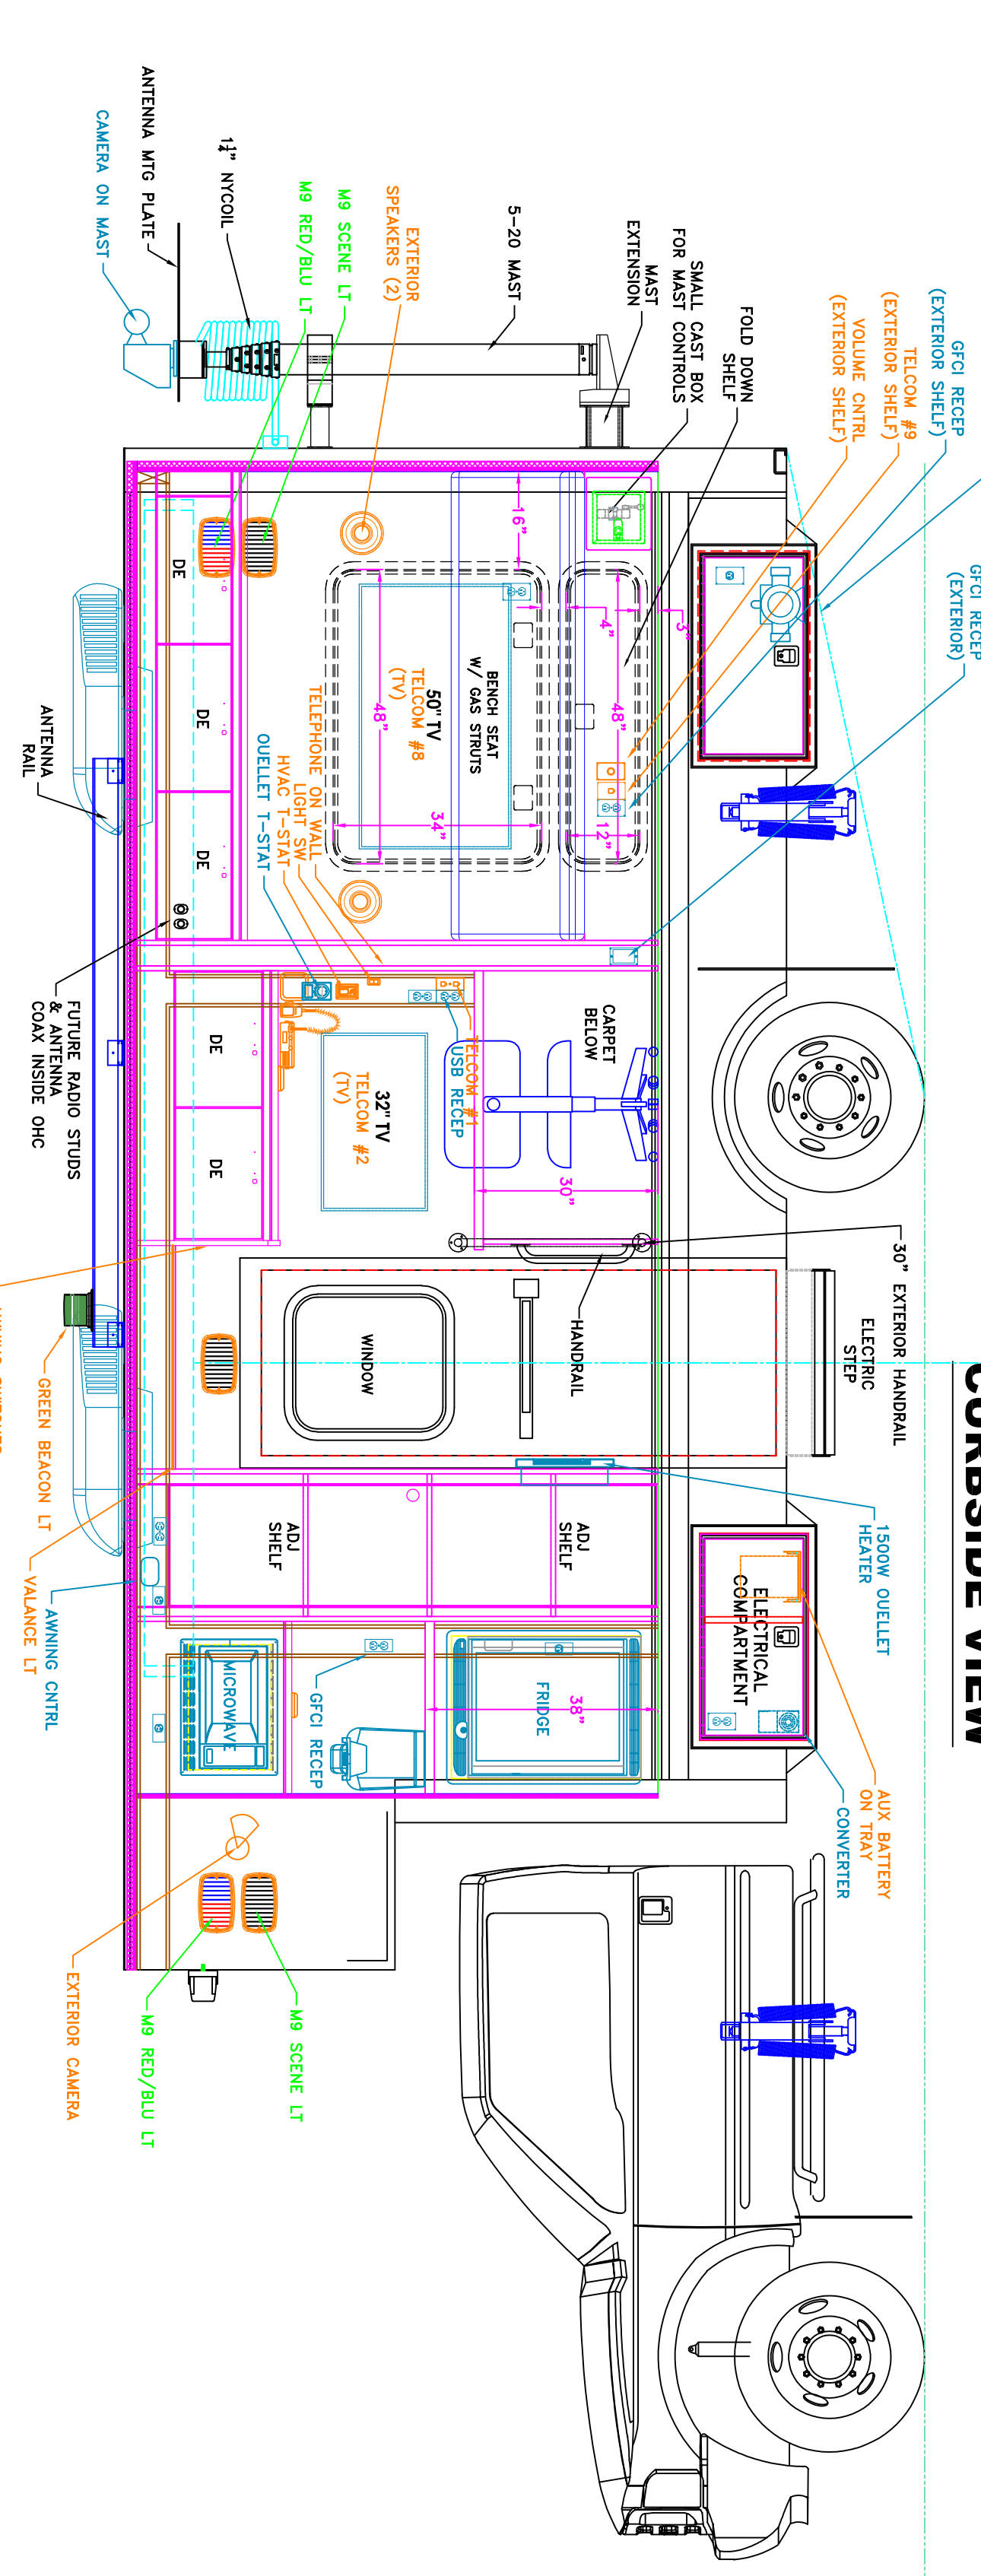 CURBSIDE VIEW
ANTENNA MTG PLATE
CAMERA ON MAST
1¼" NYCOIL
M9 RED/BLU LT
M9 SCENE LT
EXTERIOR
SPEAKERS (2)
5-20 MAST
MAST
EXTENSION
SMALL CAST BOX
FOR MAST CONTROLS
FOLD DOWN
SHELF
VOLUME CNTRL
(EXTERIOR SHELF)
TELCOM #9
(EXTERIOR SHELF)
GFCI RECEP
(EXTERIOR SHELF)
GFCI RECEP
(EXTERIOR)
16"
48"
48"
4"
3"
34"
12"
BENCH SEAT
W/ GAS STRUTS
50" TV
TELCOM #8
(TV)
TELEPHONE ON WALL
LIGHT SW
HVAC T-STAT
OUELLET T-STAT
DE
DE
DE
DE
DE
ANTENNA
RAIL
FUTURE RADIO STUDS
& ANTENNA
COAX INSIDE OHC
CARPET
BELOW
TELCOM #1
USB RECEP
32" TV
TELCOM #2
(TV)
30"
30" EXTERIOR HANDRAIL
ELECTRIC
STEP
HANDRAIL
WINDOW
GREEN BEACON LT
VALANCE LT
AWNING CNTRL
ADJ
SHELF
ADJ
SHELF
1500W OUELLET
HEATER
ELECTRICAL
COMPARTMENT
AUX BATTERY
ON TRAY
CONVERTER
MICROWAVE
GFCI RECEP
FRIDGE
38"
EXTERIOR CAMERA
M9 RED/BLU LT
M9 SCENE LT